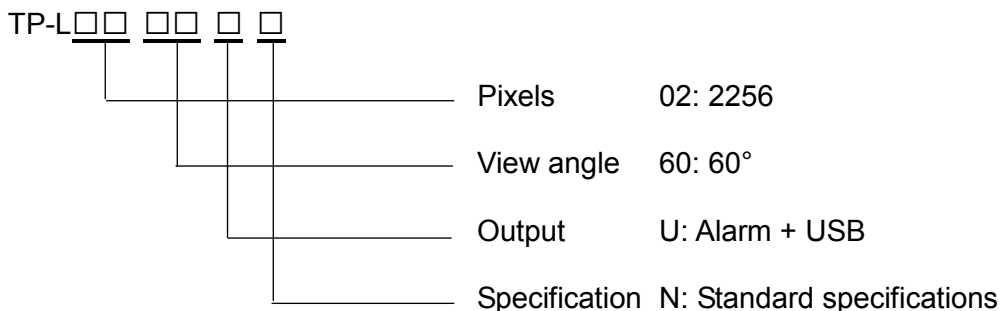 TP-L□□ □□ □ □
Pixels 02: 2256
View angle 60: 60°
Output U: Alarm + USB
Specification N: Standard specifications